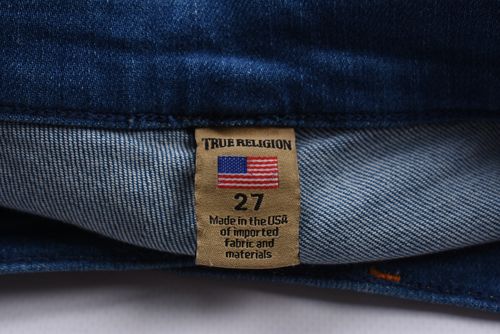 TRUE RELIGION
27
Made in the USA
of imported
fabric and
materials